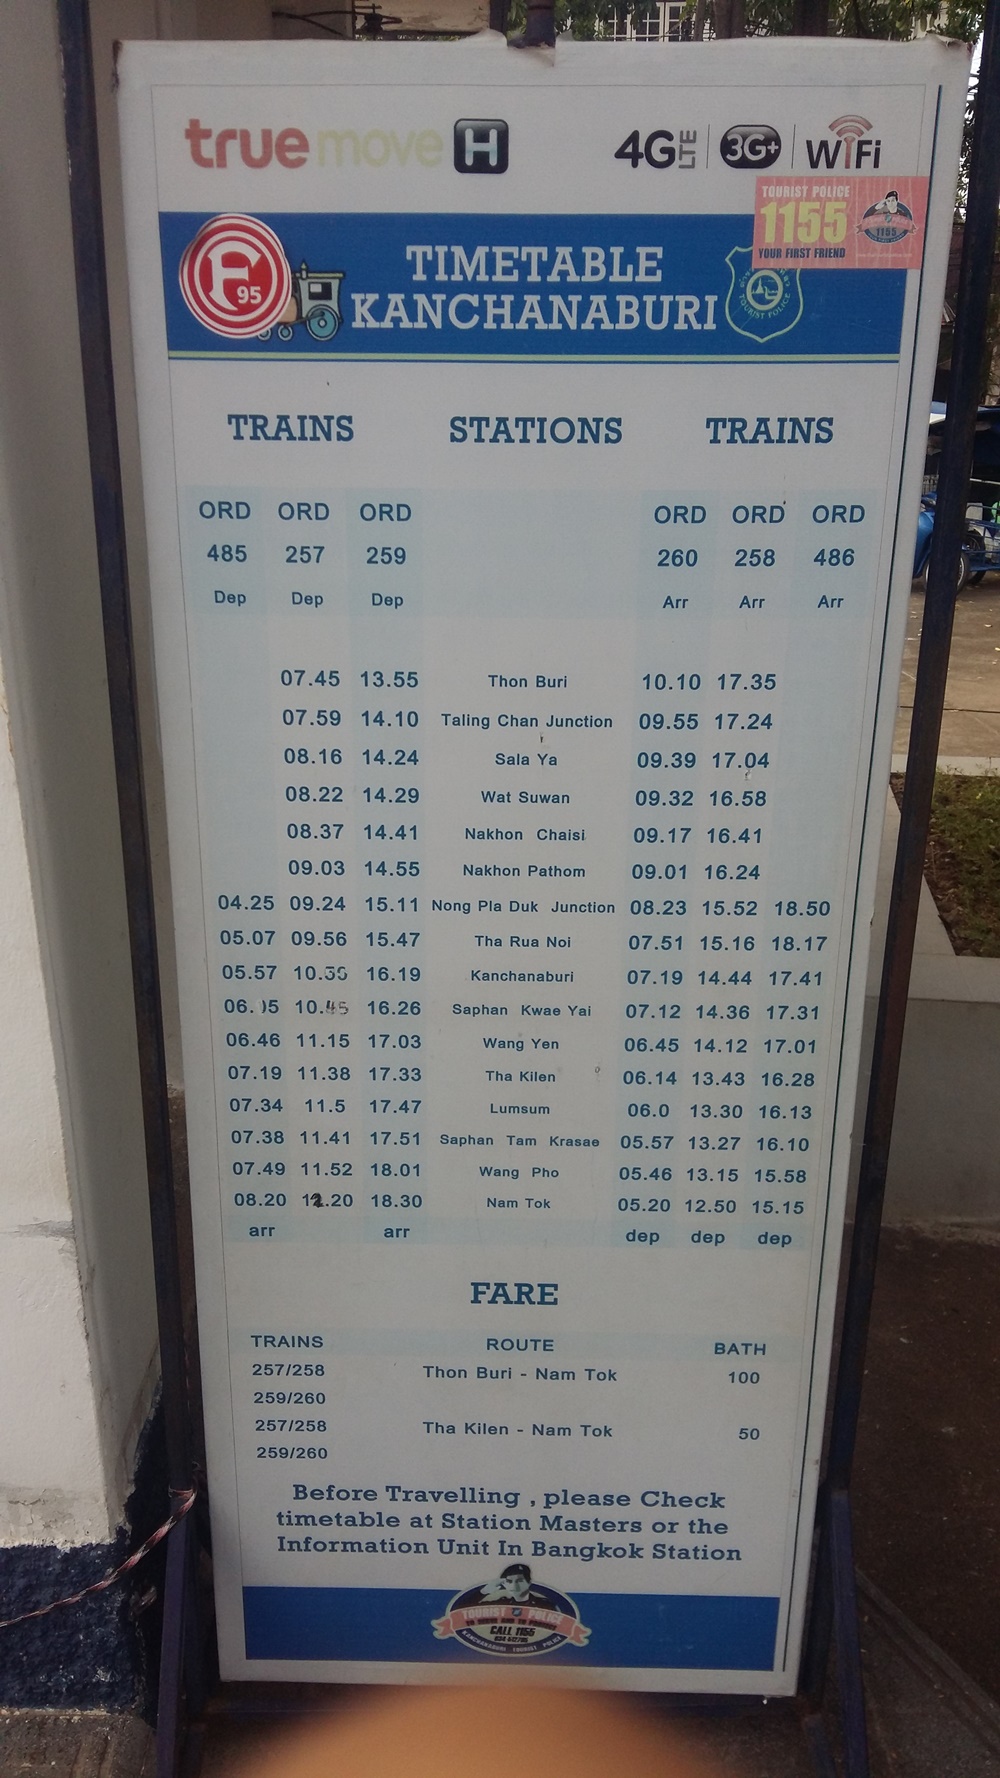 true move H 4G LTE 3G+ WiFi
TOURIST POLICE
1155
YOUR FIRST FRIEND
1155
F 95
TIMETABLE
KANCHANABURI
TOURIST POLICE
TRAINS STATIONS TRAINS
ORD ORD ORD ORD ORD ORD
485 257 259 260 258 486
Dep Dep Dep Arr Arr Arr
07.45 13.55 Thon Buri 10.10 17.35
07.59 14.10 Taling Chan Junction 09.55 17.24
08.16 14.24 Sala Ya 09.39 17.04
08.22 14.29 Wat Suwan 09.32 16.58
08.37 14.41 Nakhon Chaisi 09.17 16.41
09.03 14.55 Nakhon Pathom 09.01 16.24
04.25 09.24 15.11 Nong Pla Duk Junction 08.23 15.52 18.50
05.07 09.56 15.47 Tha Rua Noi 07.51 15.16 18.17
05.57 16.19 Kanchanaburi 07.19 14.44 17.41
16.26 Saphan Kwae Yai 07.12 14.36 17.31
06.46 11.15 17.03 Wang Yen 06.45 14.12 17.01
07.19 11.38 17.33 Tha Kilen 06.14 13.43 16.28
07.34 11.5 17.47 Lumsum 06.0 13.30 16.13
07.38 11.41 17.51 Saphan Tam Krasae 05.57 13.27 16.10
07.49 11.52 18.01 Wang Pho 05.46 13.15 15.58
08.20 12.20 18.30 Nam Tok 05.20 12.50 15.15
arr arr dep dep dep
FARE
TRAINS ROUTE BATH
257/258 Thon Buri - Nam Tok 100
259/260
257/258 Tha Kilen - Nam Tok 50
259/260
Before Travelling , please Check
timetable at Station Masters or the
Information Unit In Bangkok Station
TOURIST POLICE
CALL 1155
KANCHANABURI TOURIST POLICE